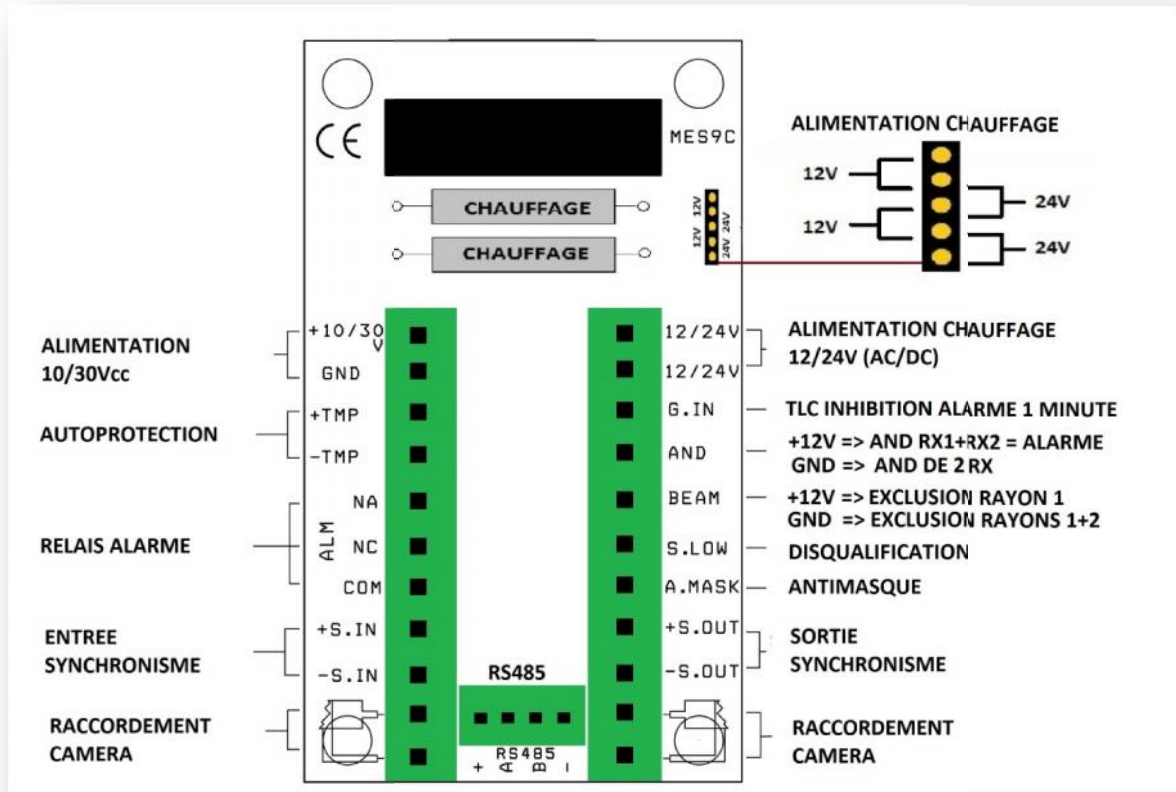 CE
MES9C
CHAUFFAGE
CHAUFFAGE
12V 12V
24V 24V
ALIMENTATION CHAUFFAGE
12V
24V
12V
24V
ALIMENTATION
10/30Vcc
+10/30
V
GND
AUTOPROTECTION
+TMP
-TMP
RELAIS ALARME
ALM
NA
NC
COM
ENTREE
SYNCHRONISME
+S.IN
-S.IN
RACCORDEMENT
CAMERA
RS485
RS485
+ A B -
12/24V
12/24V
ALIMENTATION CHAUFFAGE
12/24V (AC/DC)
G.IN
TLC INHIBITION ALARME 1 MINUTE
AND
+12V => AND RX1+RX2 = ALARME
GND => AND DE 2 RX
BEAM
+12V => EXCLUSION RAYON 1
GND => EXCLUSION RAYONS 1+2
S.LOW
DISQUALIFICATION
A.MASK
ANTIMASQUE
+S.OUT
-S.OUT
SORTIE
SYNCHRONISME
RACCORDEMENT
CAMERA